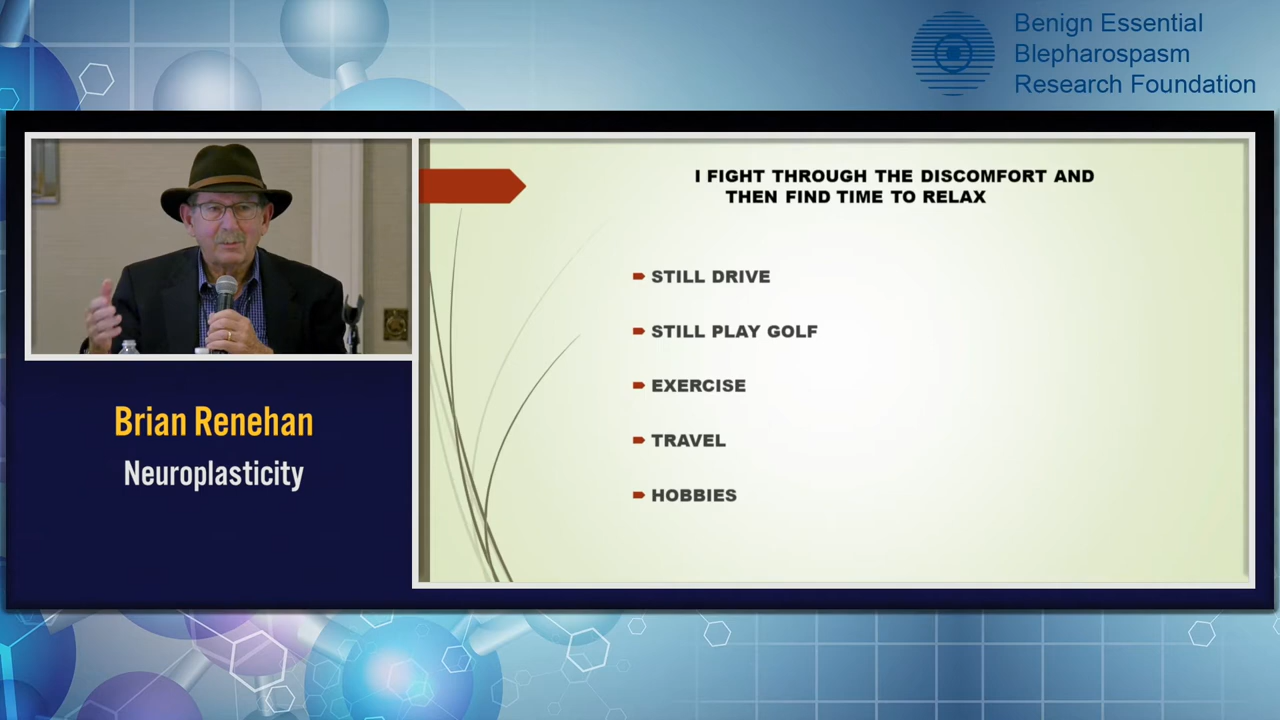 Benign Essential
Blepharospasm
Research Foundation
I FIGHT THROUGH THE DISCOMFORT AND
THEN FIND TIME TO RELAX
STILL DRIVE
STILL PLAY GOLF
EXERCISE
TRAVEL
HOBBIES
Brian Renehan
Neuroplasticity